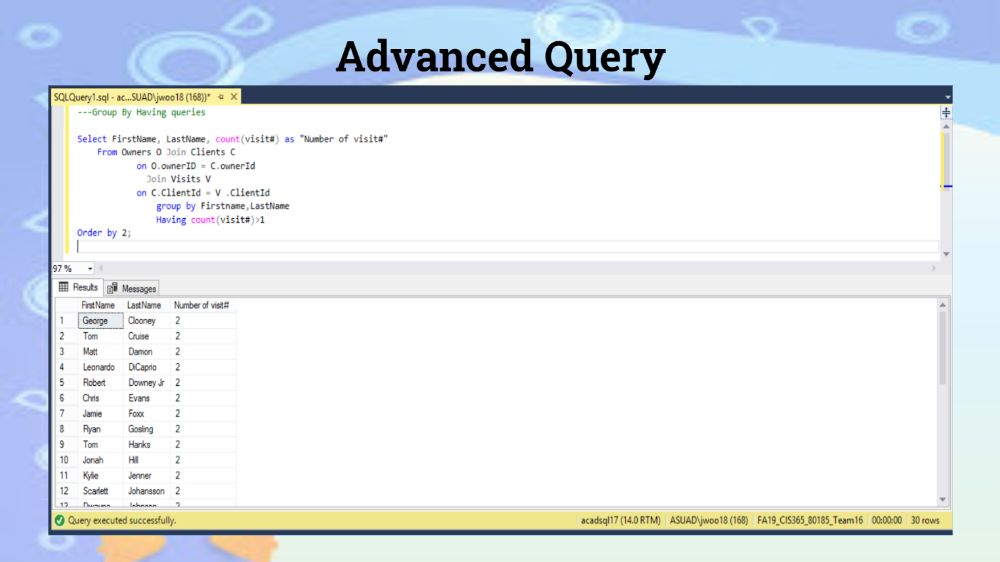 Advanced Query
SQLQuery1.sql - ac...SUAD\jwoo18 (168))*
---Group By Having queries
Select FirstName, LastName, count(visit#) as "Number of visit#"
From Owners O Join Clients C
on O.ownerID = C.ownerId
Join Visits V
on C.ClientId = V .ClientId
group by Firstname,LastName
Having count(visit#)>1
Order by 2;
97 %
Results Messages
FirstName LastName Number of visit#
1 George Clooney 2
2 Tom Cruise 2
3 Matt Damon 2
4 Leonardo DiCaprio 2
5 Robert Downey Jr 2
6 Chris Evans 2
7 Jamie Foxx 2
8 Ryan Gosling 2
9 Tom Hanks 2
10 Jonah Hill 2
11 Kylie Jenner 2
12 Scarlett Johansson 2
13 Dwayne Johnson 2
Query executed successfully. acadsql17 (14.0 RTM) ASUAD\jwoo18 (168) FA19_CIS365_80185_Team16 00:00:00 30 rows